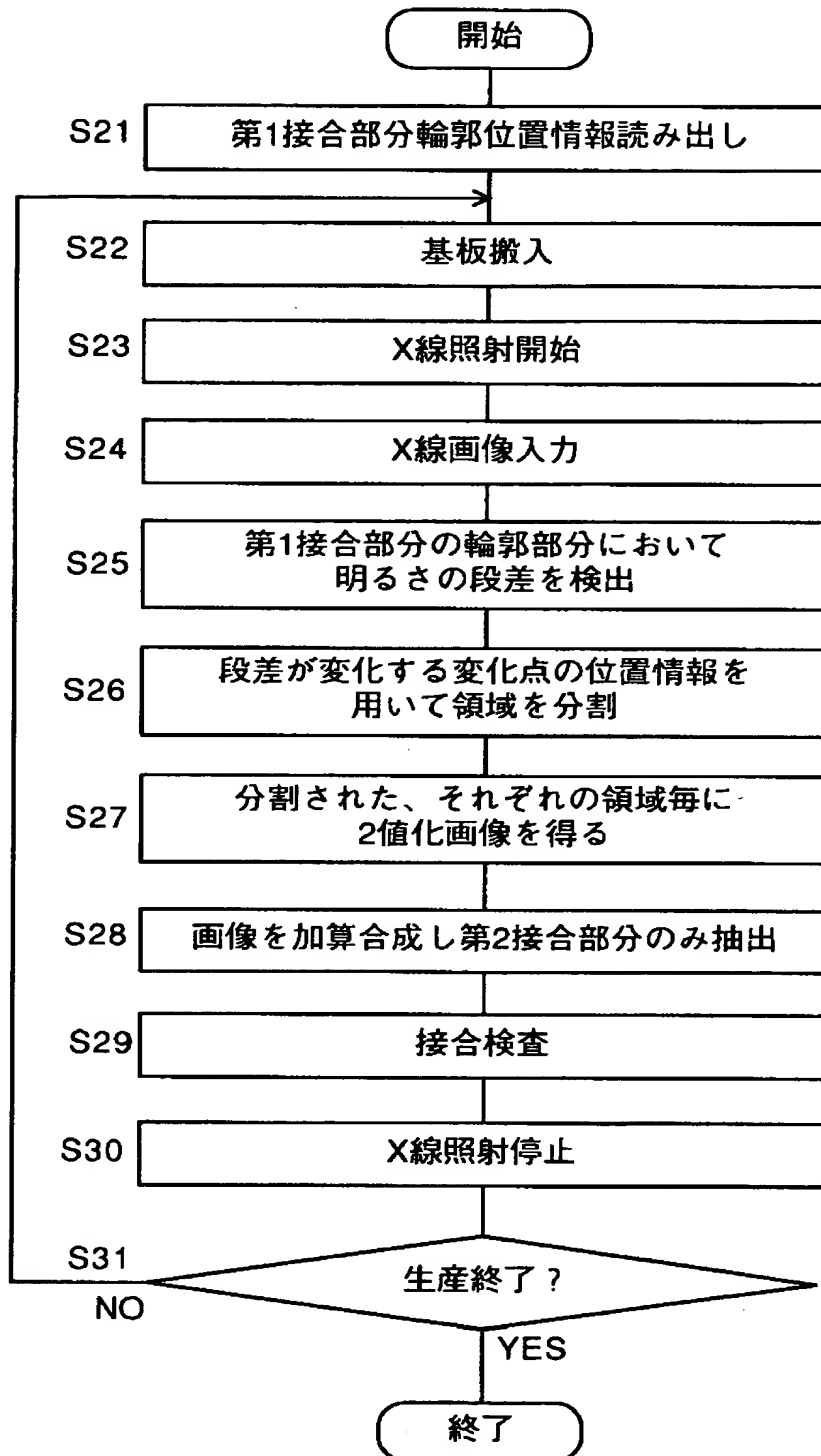 開始
S21
第1接合部分輪郭位置情報読み出し
S22
基板搬入
S23
X線照射開始
S24
X線画像入力
S25
第1接合部分の輪郭部分において
明るさの段差を検出
S26
段差が変化する変化点の位置情報を
用いて領域を分割
S27
分割された、それぞれの領域毎に
2値化画像を得る
S28
画像を加算合成し第2接合部分のみ抽出
S29
接合検査
S30
X線照射停止
S31
生産終了?
NO
YES
終了